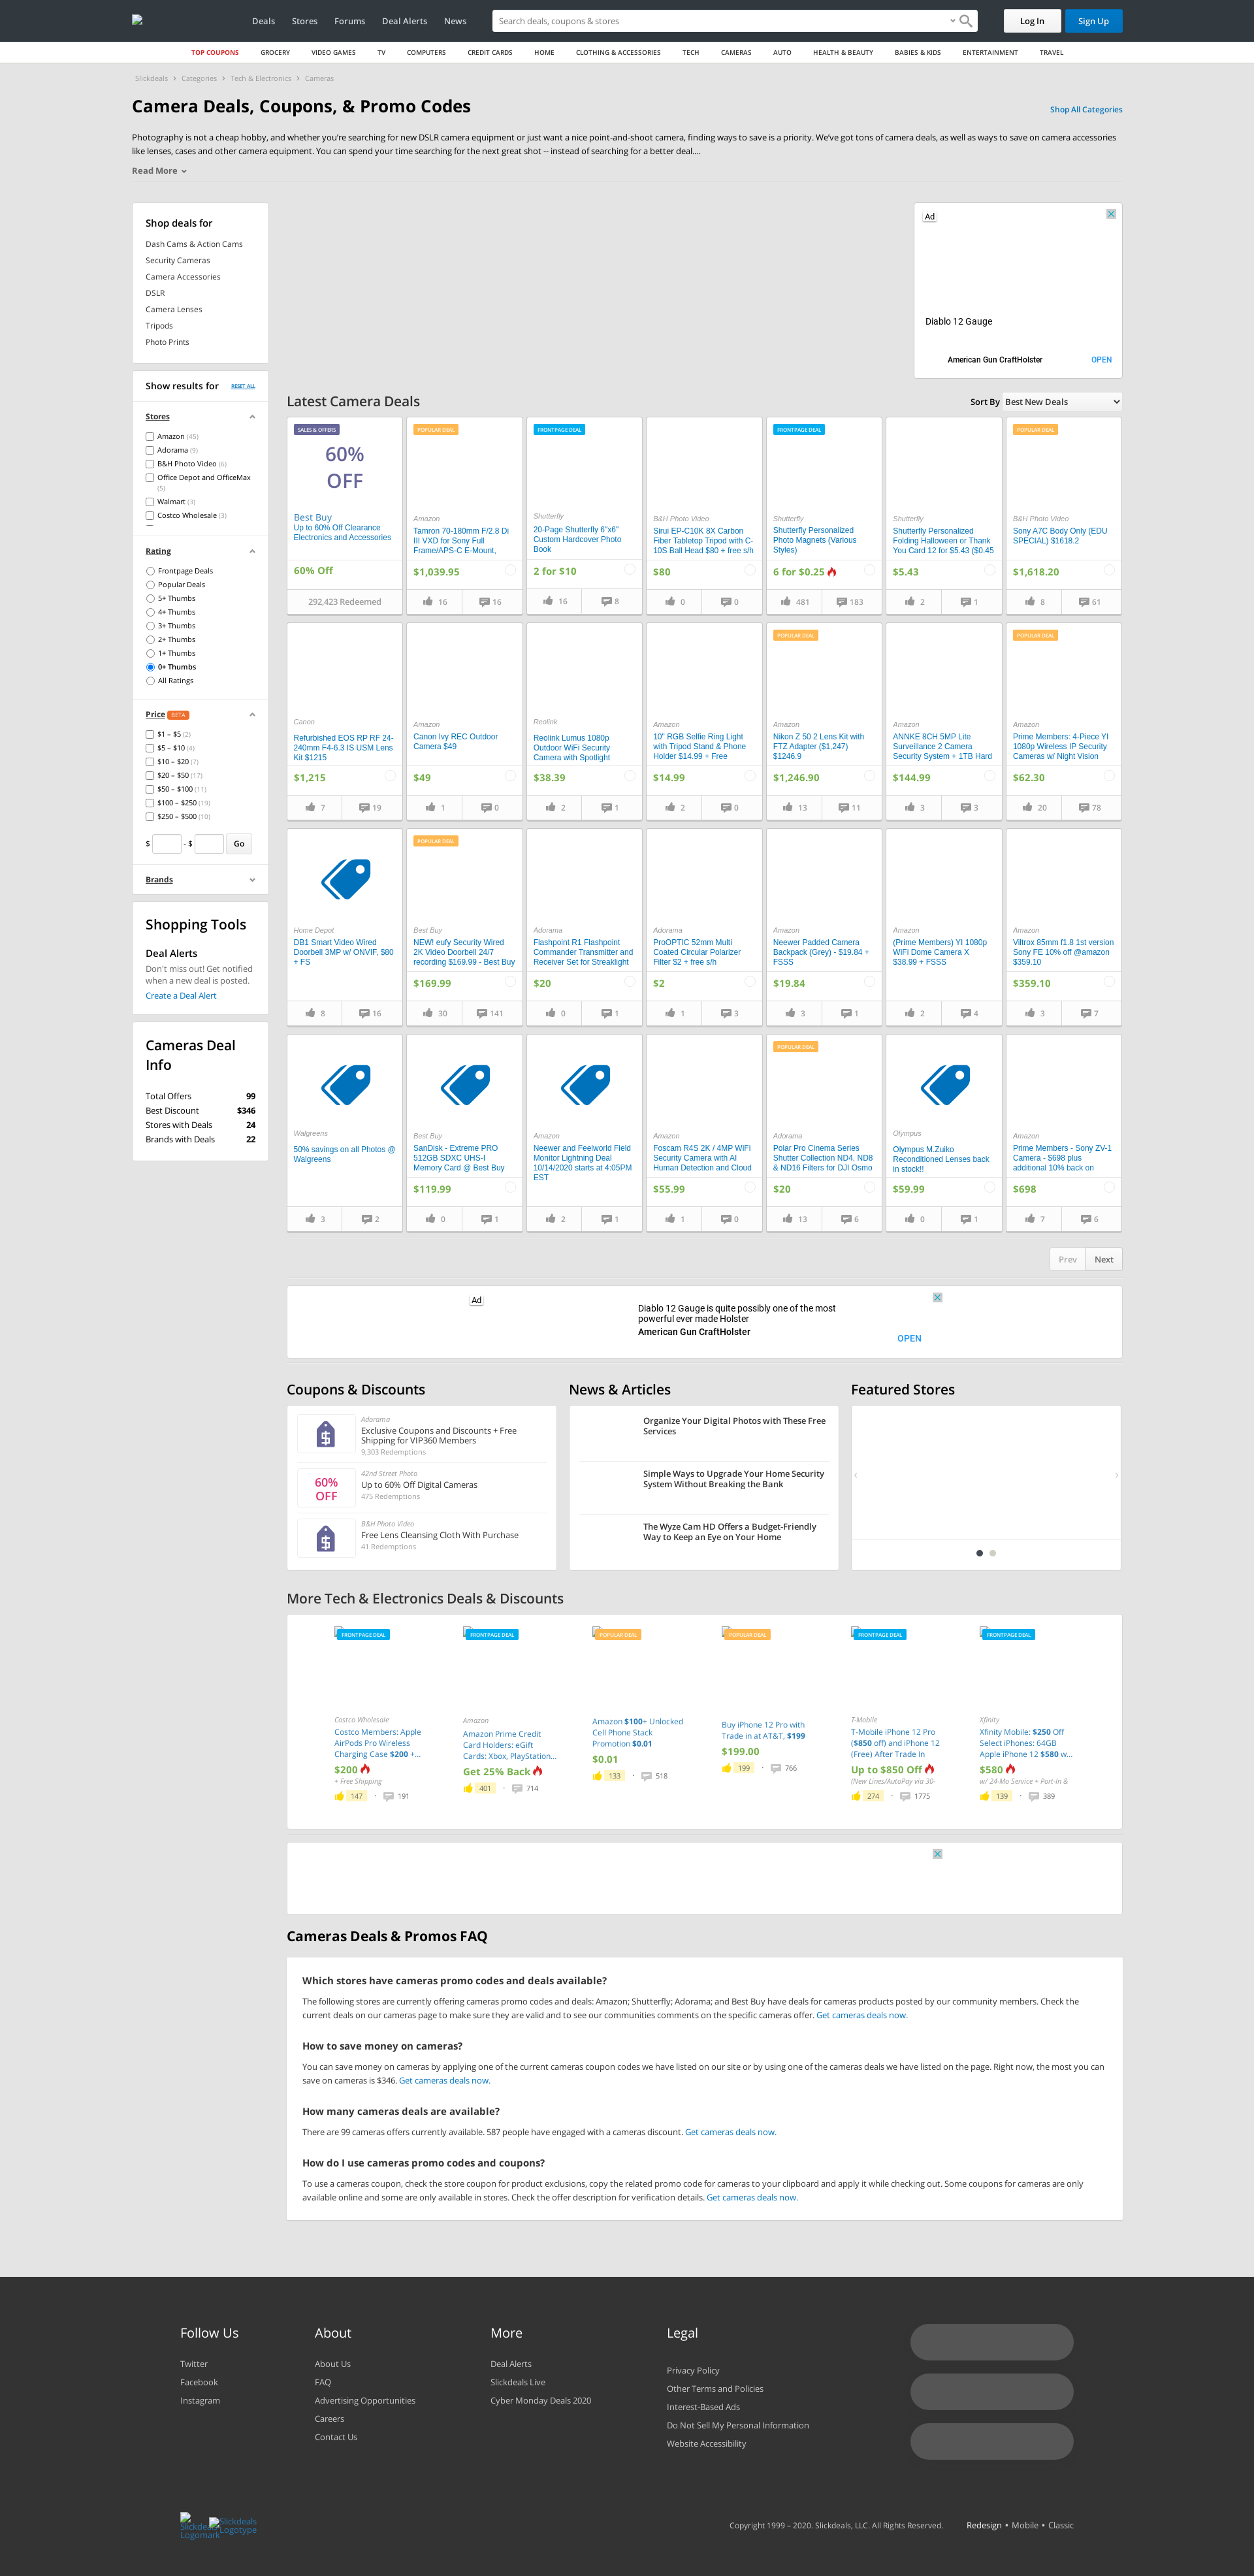 Deals Stores Forums Deal Alerts News
Search deals, coupons & stores
Log In
Sign Up
TOP COUPONS GROCERY VIDEO GAMES TV COMPUTERS CREDIT CARDS HOME CLOTHING & ACCESSORIES TECH CAMERAS AUTO HEALTH & BEAUTY BABIES & KIDS ENTERTAINMENT TRAVEL
Slickdeals > Categories > Tech & Electronics > Cameras
Camera Deals, Coupons, & Promo Codes
Shop All Categories
Photography is not a cheap hobby, and whether you're searching for new DSLR camera equipment or just want a nice point-and-shoot camera, finding ways to save is a priority. We've got tons of camera deals, as well as ways to save on camera accessories
like lenses, cases and other camera equipment. You can spend your time searching for the next great shot -- instead of searching for a better deal....
Read More
Shop deals for
Dash Cams & Action Cams
Security Cameras
Camera Accessories
DSLR
Camera Lenses
Tripods
Photo Prints
Show results for RESET ALL
Stores
Amazon (45)
Adorama (9)
B&H Photo Video (6)
Office Depot and OfficeMax
(5)
Walmart (3)
Costco Wholesale (3)
Rating
Frontpage Deals
Popular Deals
5+ Thumbs
4+ Thumbs
3+ Thumbs
2+ Thumbs
1+ Thumbs
0+ Thumbs
All Ratings
Price BETA
$1 – $5 (2)
$5 – $10 (4)
$10 – $20 (7)
$20 – $50 (17)
$50 – $100 (11)
$100 – $250 (19)
$250 – $500 (10)
$ - $ Go
Brands
Shopping Tools
Deal Alerts
Don't miss out! Get notified
when a new deal is posted.
Create a Deal Alert
Cameras Deal
Info
Total Offers 99
Best Discount $346
Stores with Deals 24
Brands with Deals 22
Ad
Diablo 12 Gauge
American Gun CraftHolster OPEN
Latest Camera Deals
Sort By Best New Deals
SALES & OFFERS
60%
OFF
Best Buy
Up to 60% Off Clearance
Electronics and Accessories
60% Off
292,423 Redeemed
POPULAR DEAL
Amazon
Tamron 70-180mm F/2.8 Di
III VXD for Sony Full
Frame/APS-C E-Mount,
$1,039.95
16 16
FRONTPAGE DEAL
Shutterfly
20-Page Shutterfly 6"x6"
Custom Hardcover Photo
Book
2 for $10
16 8
B&H Photo Video
Sirui EP-C10K 8X Carbon
Fiber Tabletop Tripod with C-
10S Ball Head $80 + free s/h
$80
0 0
FRONTPAGE DEAL
Shutterfly
Shutterfly Personalized
Photo Magnets (Various
Styles)
6 for $0.25
481 183
Shutterfly
Shutterfly Personalized
Folding Halloween or Thank
You Card 12 for $5.43 ($0.45
$5.43
2 1
POPULAR DEAL
B&H Photo Video
Sony A7C Body Only (EDU
SPECIAL) $1618.2
$1,618.20
8 61
Canon
Refurbished EOS RP RF 24-
240mm F4-6.3 IS USM Lens
Kit $1215
$1,215
7 19
Amazon
Canon Ivy REC Outdoor
Camera $49
$49
1 0
Reolink
Reolink Lumus 1080p
Outdoor WiFi Security
Camera with Spotlight
$38.39
2 1
Amazon
10" RGB Selfie Ring Light
with Tripod Stand & Phone
Holder $14.99 + Free
$14.99
2 0
POPULAR DEAL
Amazon
Nikon Z 50 2 Lens Kit with
FTZ Adapter ($1,247)
$1246.9
$1,246.90
13 11
Amazon
ANNKE 8CH 5MP Lite
Surveillance 2 Camera
Security System + 1TB Hard
$144.99
3 3
POPULAR DEAL
Amazon
Prime Members: 4-Piece YI
1080p Wireless IP Security
Cameras w/ Night Vision
$62.30
20 78
Home Depot
DB1 Smart Video Wired
Doorbell 3MP w/ ONVIF, $80
+ FS
8 16
POPULAR DEAL
Best Buy
NEW! eufy Security Wired
2K Video Doorbell 24/7
recording $169.99 - Best Buy
$169.99
30 141
Adorama
Flashpoint R1 Flashpoint
Commander Transmitter and
Receiver Set for Streaklight
$20
0 1
Adorama
ProOPTIC 52mm Multi
Coated Circular Polarizer
Filter $2 + free s/h
$2
1 3
Amazon
Neewer Padded Camera
Backpack (Grey) - $19.84 +
FSSS
$19.84
3 1
Amazon
(Prime Members) YI 1080p
WiFi Dome Camera X
$38.99 + FSSS
2 4
Amazon
Viltrox 85mm f1.8 1st version
Sony FE 10% off @amazon
$359.10
$359.10
3 7
Walgreens
50% savings on all Photos @
Walgreens
3 2
Best Buy
SanDisk - Extreme PRO
512GB SDXC UHS-I
Memory Card @ Best Buy
$119.99
0 1
Amazon
Neewer and Feelworld Field
Monitor Lightning Deal
10/14/2020 starts at 4:05PM
EST
2 1
Amazon
Foscam R4S 2K / 4MP WiFi
Security Camera with AI
Human Detection and Cloud
$55.99
1 0
POPULAR DEAL
Adorama
Polar Pro Cinema Series
Shutter Collection ND4, ND8
& ND16 Filters for DJI Osmo
$20
13 6
Olympus
Olympus M.Zuiko
Reconditioned Lenses back
in stock!!
$59.99
0 1
Amazon
Prime Members - Sony ZV-1
Camera - $698 plus
additional 10% back on
$698
7 6
Prev Next
Ad
Diablo 12 Gauge is quite possibly one of the most
powerful ever made Holster
American Gun CraftHolster
OPEN
Coupons & Discounts
Adorama
Exclusive Coupons and Discounts + Free
Shipping for VIP360 Members
9,303 Redemptions
60%
OFF
42nd Street Photo
Up to 60% Off Digital Cameras
475 Redemptions
B&H Photo Video
Free Lens Cleansing Cloth With Purchase
41 Redemptions
News & Articles
Organize Your Digital Photos with These Free
Services
Simple Ways to Upgrade Your Home Security
System Without Breaking the Bank
The Wyze Cam HD Offers a Budget-Friendly
Way to Keep an Eye on Your Home
Featured Stores
More Tech & Electronics Deals & Discounts
FRONTPAGE DEAL
Costco Wholesale
Costco Members: Apple
AirPods Pro Wireless
Charging Case $200 +...
$200
+ Free Shipping
147 · 191
FRONTPAGE DEAL
Amazon
Amazon Prime Credit
Card Holders: eGift
Cards: Xbox, PlayStation...
Get 25% Back
401 · 714
POPULAR DEAL
Amazon $100+ Unlocked
Cell Phone Stack
Promotion $0.01
$0.01
133 · 518
POPULAR DEAL
Buy iPhone 12 Pro with
Trade in at AT&T, $199
$199.00
199 · 766
FRONTPAGE DEAL
T-Mobile
T-Mobile iPhone 12 Pro
($850 off) and iPhone 12
(Free) After Trade In
Up to $850 Off
(New Lines/AutoPay via 30-
274 · 1775
FRONTPAGE DEAL
Xfinity
Xfinity Mobile: $250 Off
Select iPhones: 64GB
Apple iPhone 12 $580 w...
$580
w/ 24-Mo Service + Port-In &
139 · 389
Cameras Deals & Promos FAQ
Which stores have cameras promo codes and deals available?
The following stores are currently offering cameras promo codes and deals: Amazon; Shutterfly; Adorama; and Best Buy have deals for cameras products posted by our community members. Check the
current deals on our cameras page to make sure they are valid and to see our communities comments on the specific cameras offer. Get cameras deals now.
How to save money on cameras?
You can save money on cameras by applying one of the current cameras coupon codes we have listed on our site or by using one of the cameras deals we have listed on the page. Right now, the most you can
save on cameras is $346. Get cameras deals now.
How many cameras deals are available?
There are 99 cameras offers currently available. 587 people have engaged with a cameras discount. Get cameras deals now.
How do I use cameras promo codes and coupons?
To use a cameras coupon, check the store coupon for product exclusions, copy the related promo code for cameras to your clipboard and apply it while checking out. Some coupons for cameras are only
available online and some are only available in stores. Check the offer description for verification details. Get cameras deals now.
Follow Us
Twitter
Facebook
Instagram
About
About Us
FAQ
Advertising Opportunities
Careers
Contact Us
More
Deal Alerts
Slickdeals Live
Cyber Monday Deals 2020
Legal
Privacy Policy
Other Terms and Policies
Interest-Based Ads
Do Not Sell My Personal Information
Website Accessibility
Slickdeals
Logomark
Slickdeals
Logotype
Copyright 1999 – 2020. Slickdeals, LLC. All Rights Reserved.
Redesign • Mobile • Classic